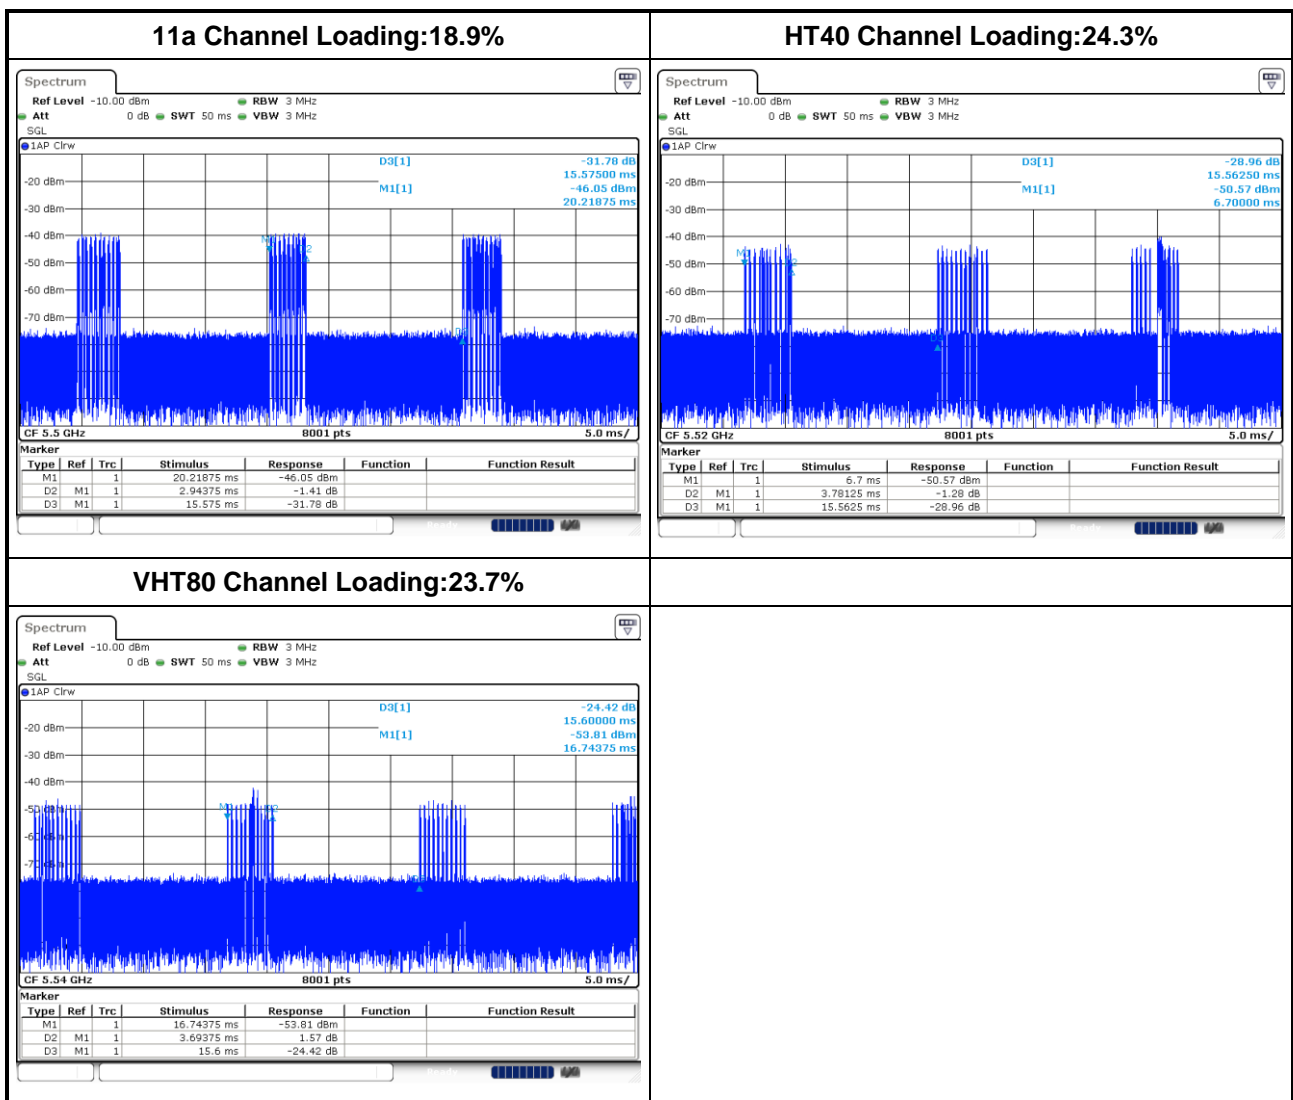 11a Channel Loading:18.9%
HT40 Channel Loading:24.3%
Spectrum
Ref Level -10.00 dBm RBW 3 MHz
Att 0 dB SWT 50 ms VBW 3 MHz
SGL
1AP Clrw
D3[1] -31.78 dB
15.57500 ms
M1[1] -46.05 dBm
20.21875 ms
-20 dBm
-30 dBm
-40 dBm
-50 dBm
-60 dBm
-70 dBm
CF 5.5 GHz 8001 pts 5.0 ms/
Marker
Type Ref Trc Stimulus Response Function Function Result
M1 1 20.21875 ms -46.05 dBm
D2 M1 1 2.94375 ms -1.41 dB
D3 M1 1 15.575 ms -31.78 dB
Spectrum
Ref Level -10.00 dBm RBW 3 MHz
Att 0 dB SWT 50 ms VBW 3 MHz
SGL
1AP Clrw
D3[1] -28.96 dB
15.56250 ms
M1[1] -50.57 dBm
6.70000 ms
-20 dBm
-30 dBm
-40 dBm
-50 dBm
-60 dBm
-70 dBm
CF 5.52 GHz 8001 pts 5.0 ms/
Marker
Type Ref Trc Stimulus Response Function Function Result
M1 1 6.7 ms -50.57 dBm
D2 M1 1 3.78125 ms -1.28 dB
D3 M1 1 15.5625 ms -28.96 dB
VHT80 Channel Loading:23.7%
Spectrum
Ref Level -10.00 dBm RBW 3 MHz
Att 0 dB SWT 50 ms VBW 3 MHz
SGL
1AP Clrw
D3[1] -24.42 dB
15.60000 ms
M1[1] -53.81 dBm
16.74375 ms
-20 dBm
-30 dBm
-40 dBm
CF 5.54 GHz 8001 pts 5.0 ms/
Marker
Type Ref Trc Stimulus Response Function Function Result
M1 1 16.74375 ms -53.81 dBm
D2 M1 1 3.69375 ms 1.57 dB
D3 M1 1 15.6 ms -24.42 dB